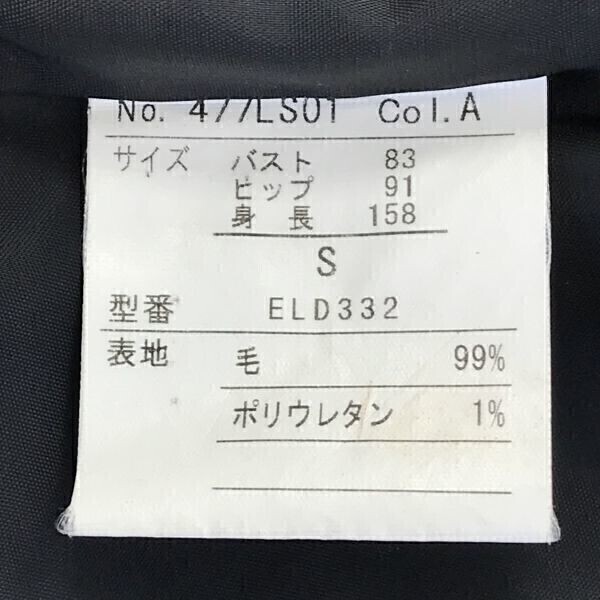 No. 477LS01 Col.A
サイズ バスト 83
ヒップ 91
身長 158
S
型番 ELD332
表地 毛 99%
ポリウレタン 1%